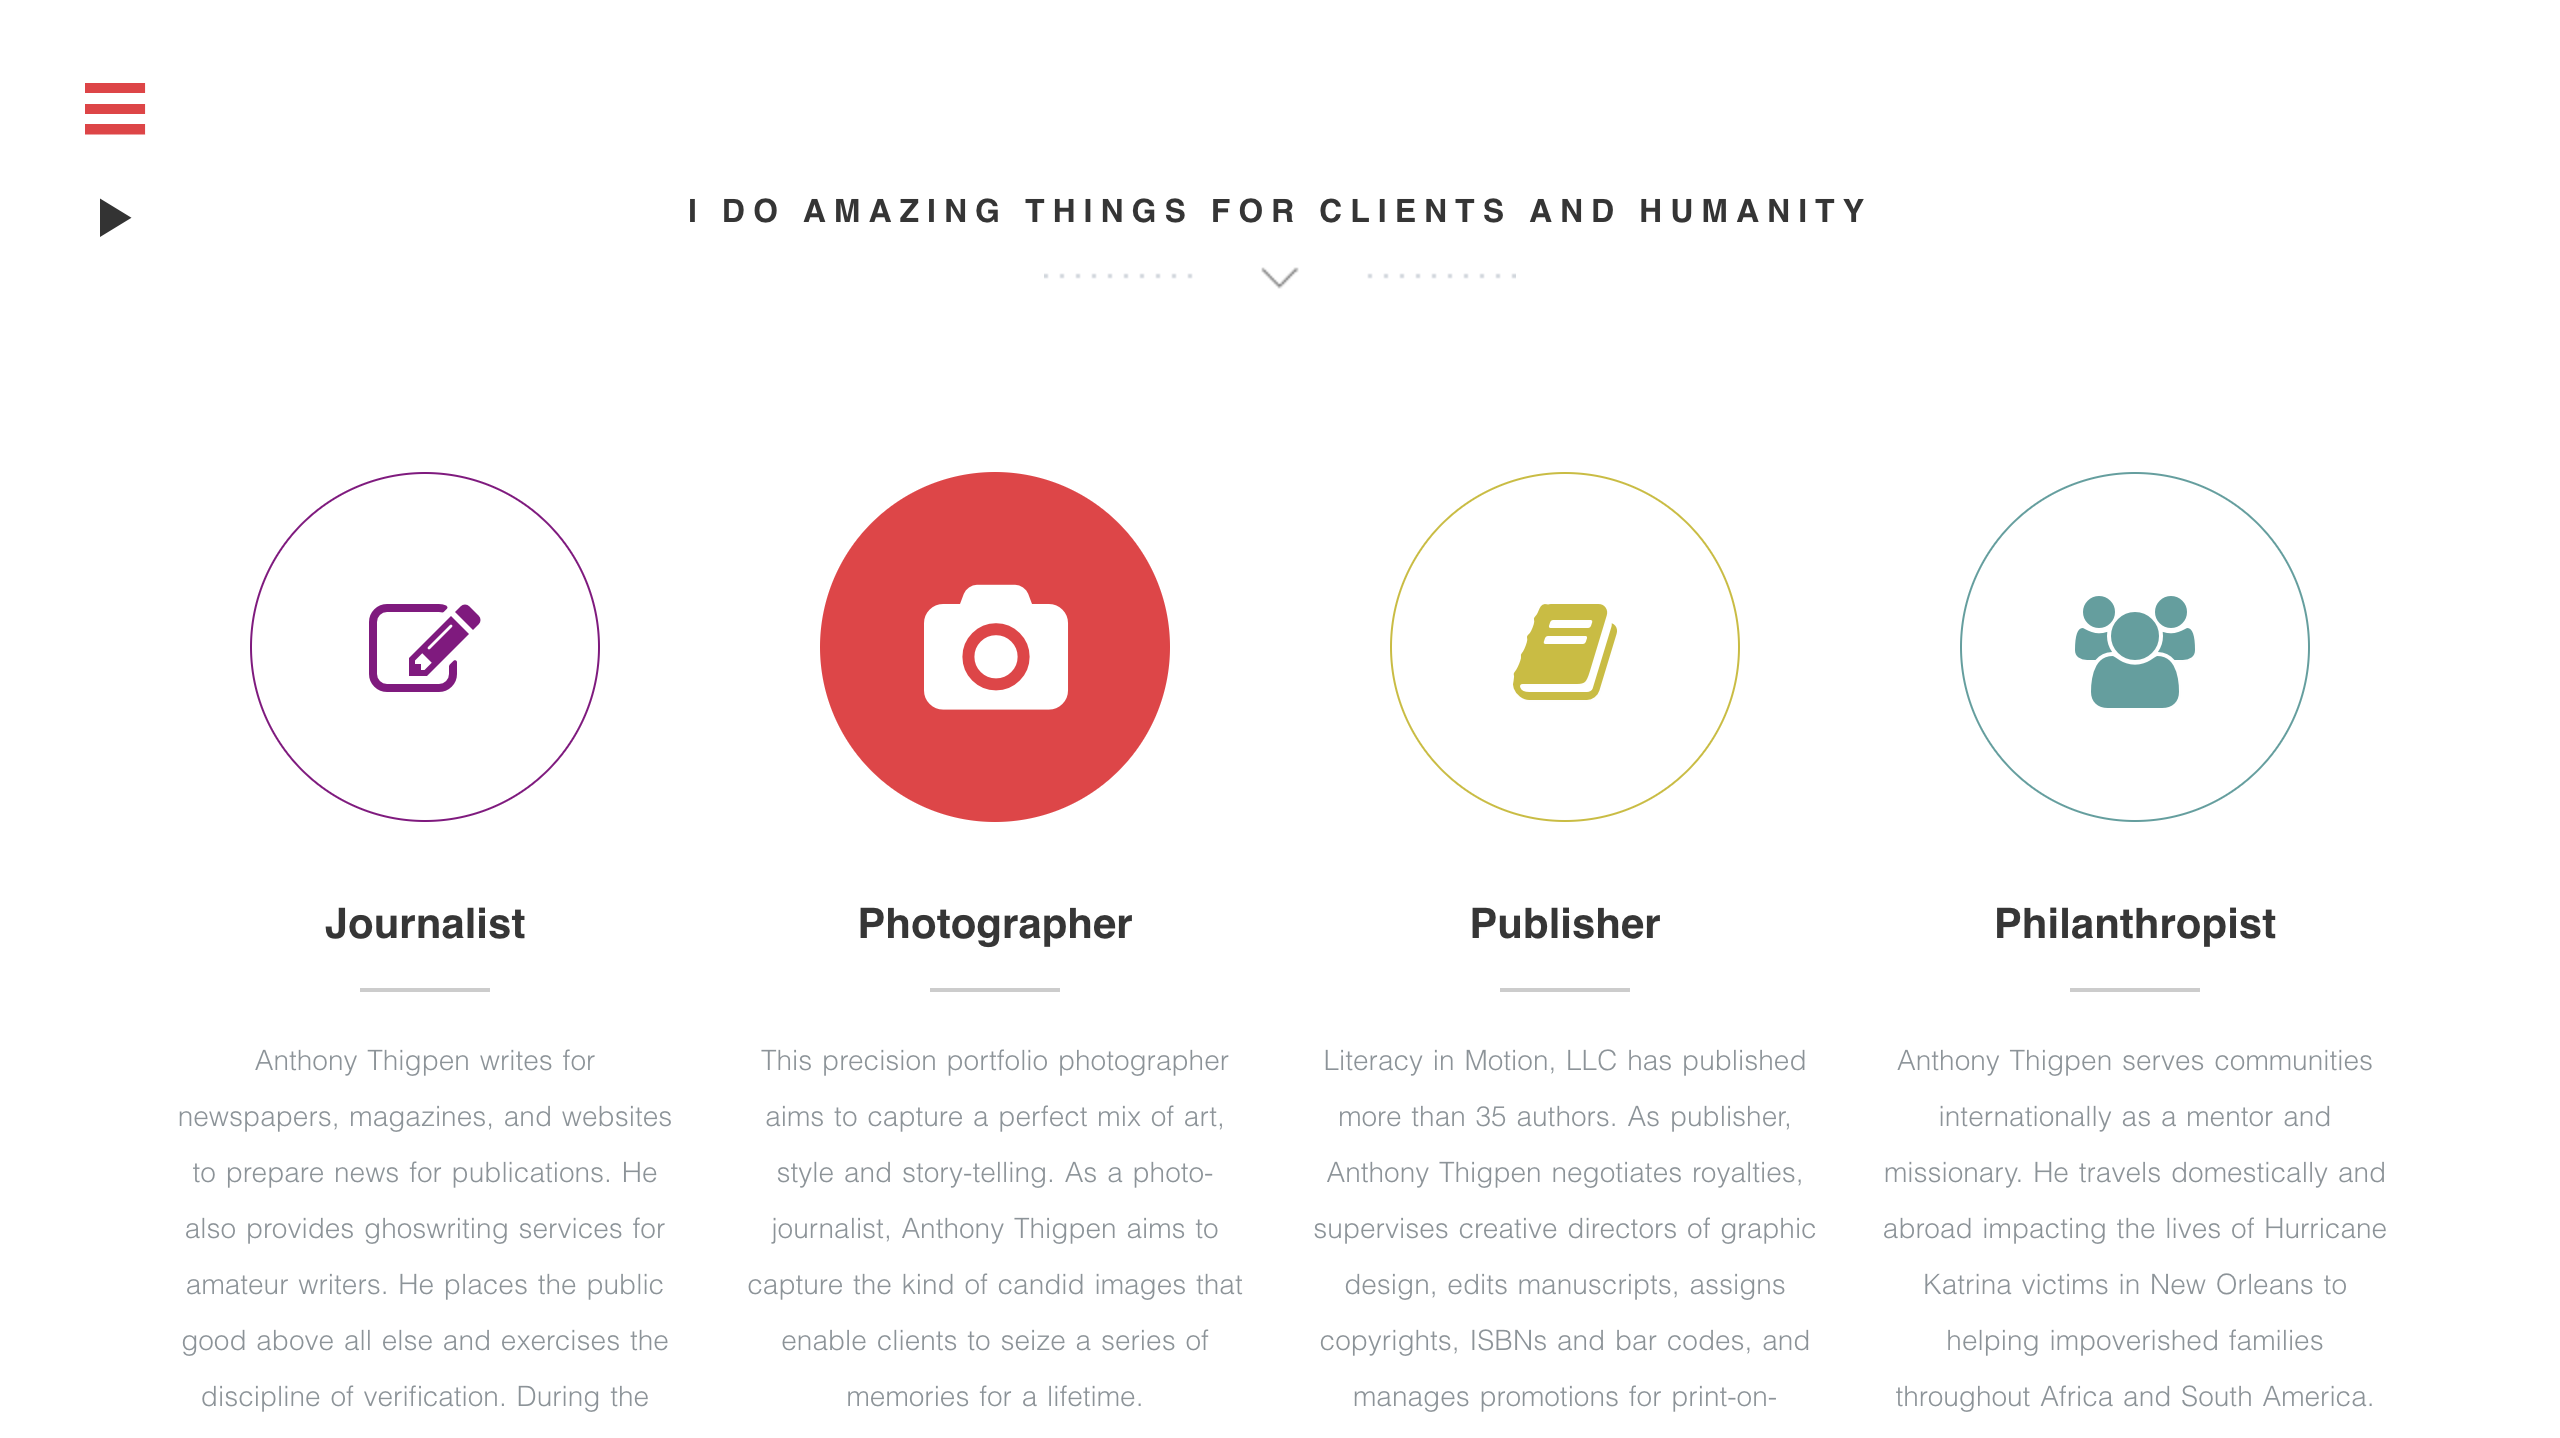 I DO AMAZING THINGS FOR CLIENTS AND HUMANITY
Journalist
Anthony Thigpen writes for
newspapers, magazines, and websites
to prepare news for publications. He
also provides ghoswriting services for
amateur writers. He places the public
good above all else and exercises the
discipline of verification. During the
Photographer
This precision portfolio photographer
aims to capture a perfect mix of art,
style and story-telling. As a photo-
journalist, Anthony Thigpen aims to
capture the kind of candid images that
enable clients to seize a series of
memories for a lifetime.
Publisher
Literacy in Motion, LLC has published
more than 35 authors. As publisher,
Anthony Thigpen negotiates royalties,
supervises creative directors of graphic
design, edits manuscripts, assigns
copyrights, ISBNs and bar codes, and
manages promotions for print-on-
Philanthropist
Anthony Thigpen serves communities
internationally as a mentor and
missionary. He travels domestically and
abroad impacting the lives of Hurricane
Katrina victims in New Orleans to
helping impoverished families
throughout Africa and South America.